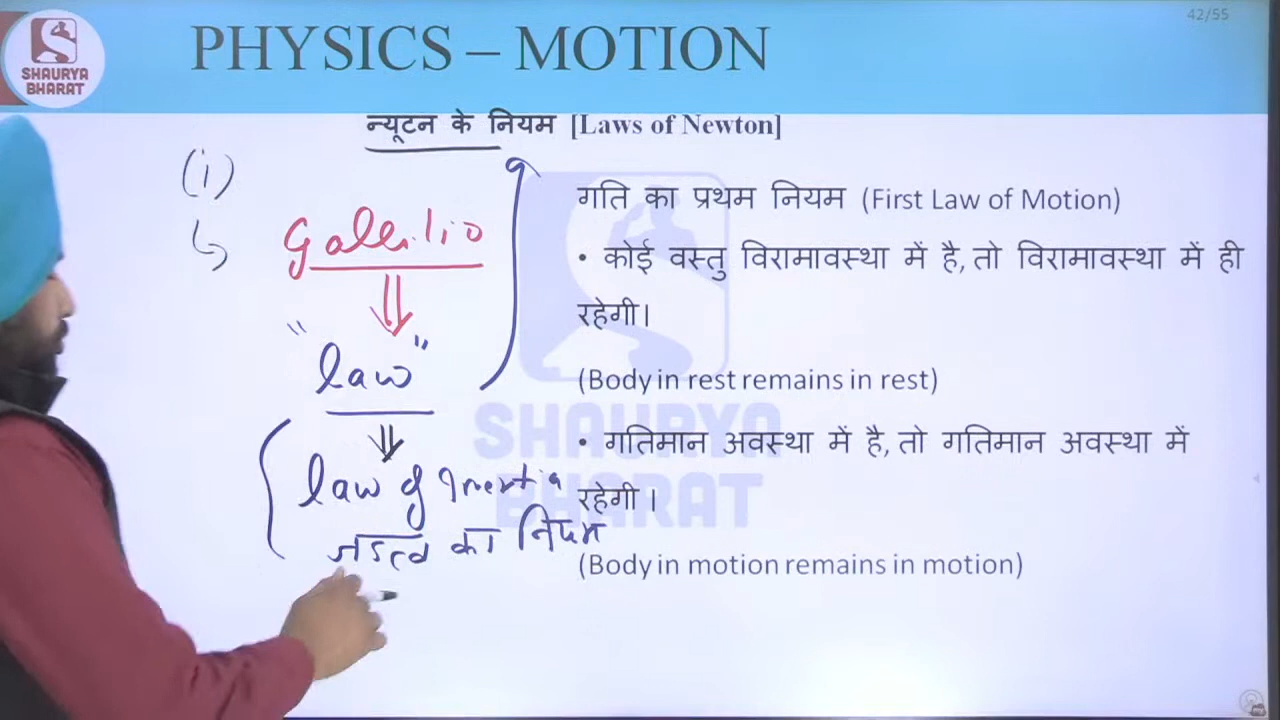 42/55
SHAURYA
BHARAT
PHYSICS – MOTION
न्यूटन के नियम [Laws of Newton]
(i)
Galleilio
"law"
law of Inertia
जडत्व का नियम
गति का प्रथम नियम (First Law of Motion)
• कोई वस्तु विरामावस्था में है, तो विरामावस्था में ही
रहेगी।
(Body in rest remains in rest)
• गतिमान अवस्था में है, तो गतिमान अवस्था में
रहेगी ।
(Body in motion remains in motion)
SHAURYA
BHARAT